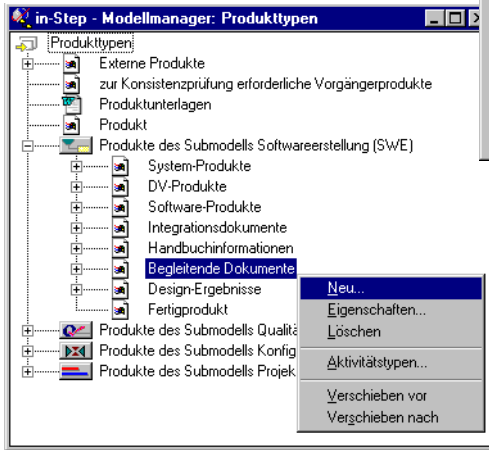 in-Step - Modellmanager: Produkttypen
Produkttypen
Externe Produkte
zur Konsistenzprüfung erforderliche Vorgängerprodukte
Produktunterlagen
Produkt
Produkte des Submodells Softwareerstellung (SWE)
System-Produkte
DV-Produkte
Software-Produkte
Integrationsdokumente
Handbuchinformationen
Begleitende Dokumente
Design-Ergebnisse
Fertigprodukt
Produkte des Submodells Qualitä
Produkte des Submodells Konfig
Produkte des Submodells Projek
Neu...
Eigenschaften...
Löschen
Aktivitätstypen...
Verschieben vor
Verschieben nach